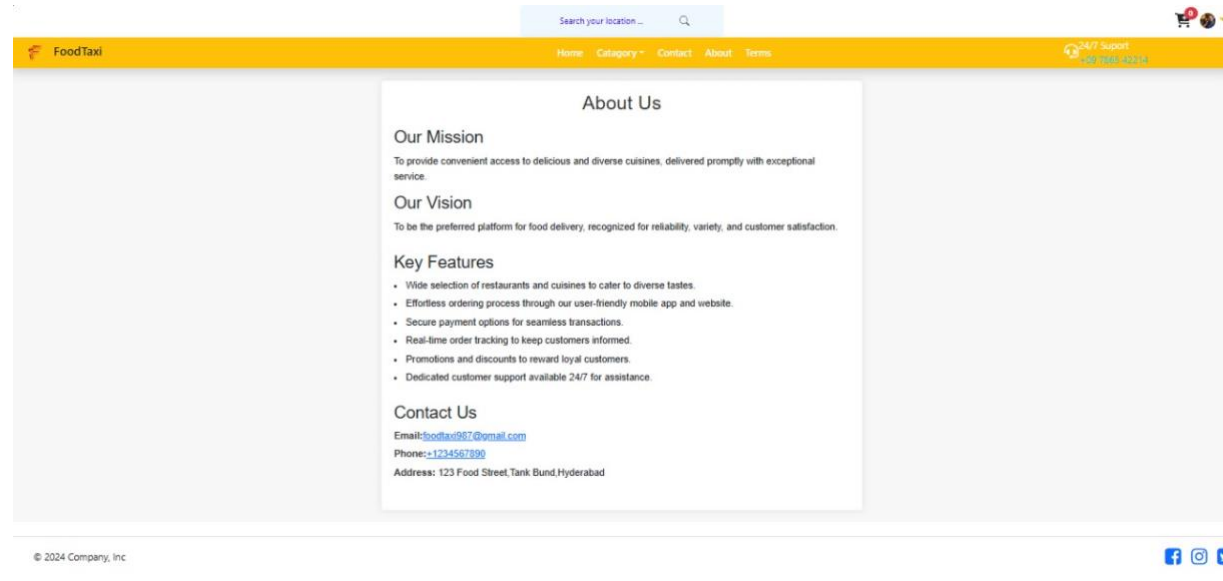 Search your location ...
0
FoodTaxi
Home Catagory Contact About Terms
24/7 Suport
+09 7665 42214
About Us
Our Mission
To provide convenient access to delicious and diverse cuisines, delivered promptly with exceptional
service.
Our Vision
To be the preferred platform for food delivery, recognized for reliability, variety, and customer satisfaction.
Key Features
• Wide selection of restaurants and cuisines to cater to diverse tastes.
• Effortless ordering process through our user-friendly mobile app and website.
• Secure payment options for seamless transactions.
• Real-time order tracking to keep customers informed.
• Promotions and discounts to reward loyal customers.
• Dedicated customer support available 24/7 for assistance.
Contact Us
Email:foodtaxi987@gmail.com
Phone:+1234567890
Address: 123 Food Street,Tank Bund,Hyderabad
© 2024 Company, Inc